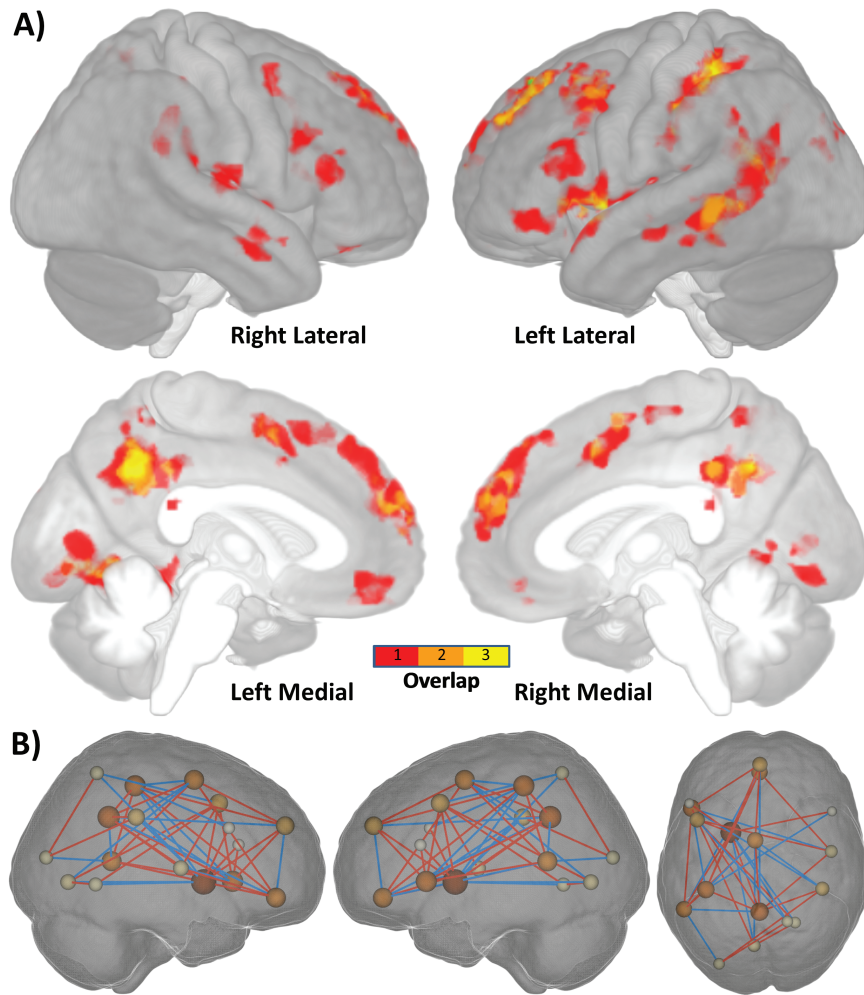 A)
Right Lateral
Left Lateral
1 2 3
Overlap
Left Medial
Right Medial
B)